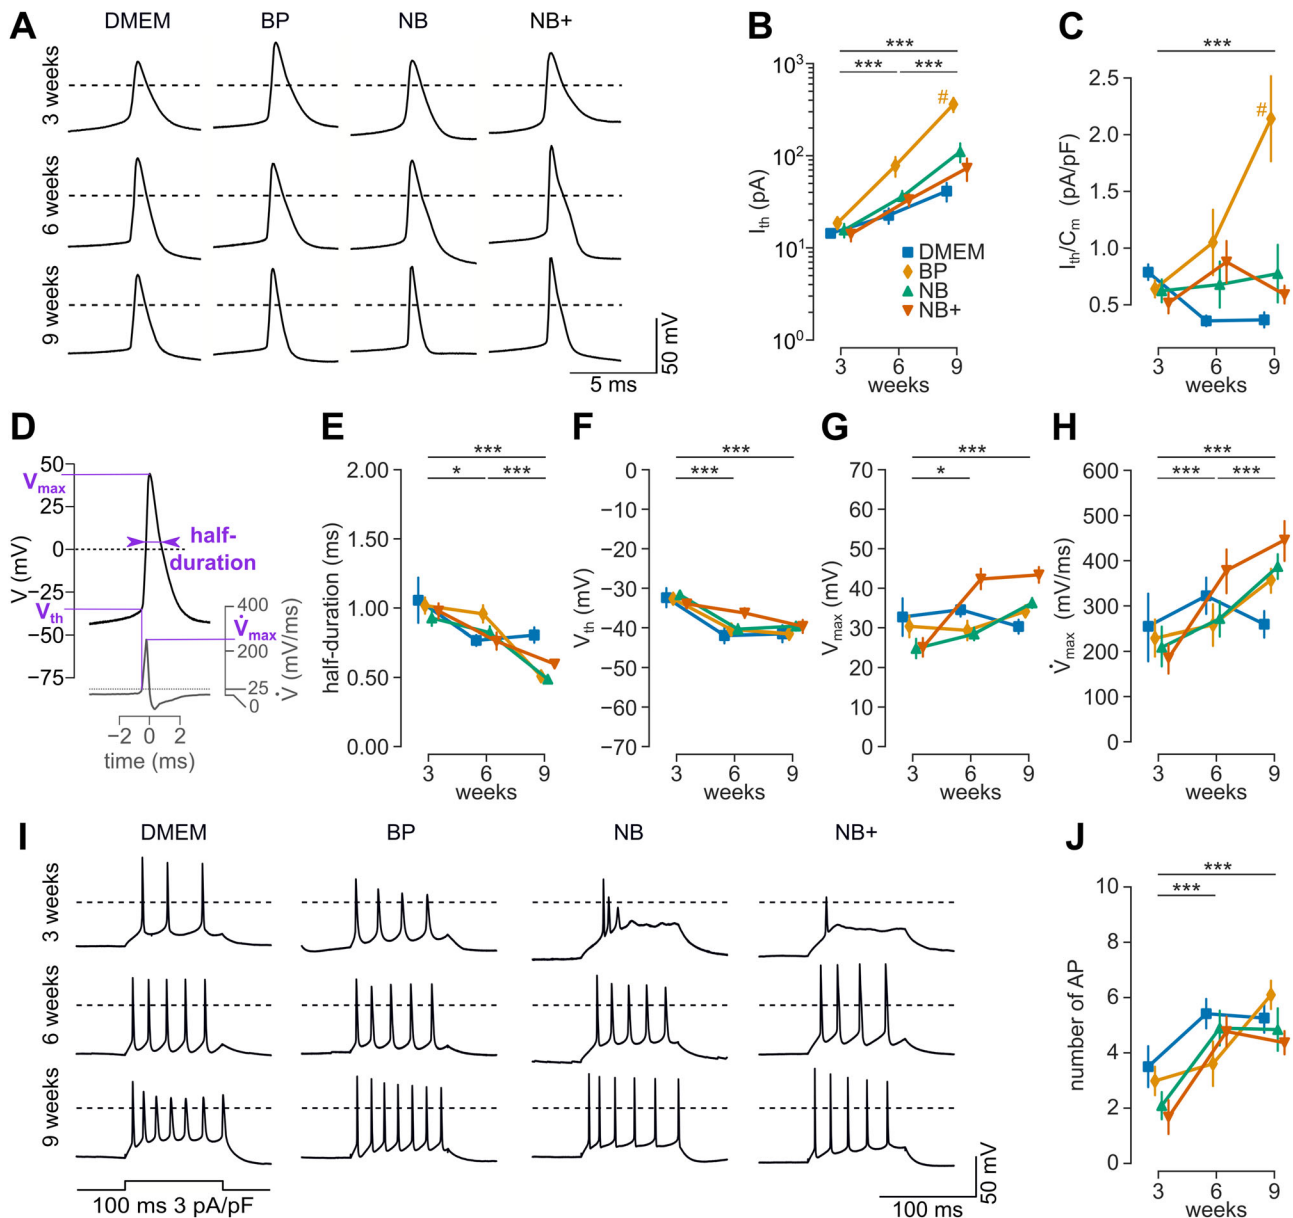 A
DMEM BP NB NB+
3 weeks
6 weeks
9 weeks
50 mV
5 ms
B
***
*** ***
#
10³
10²
10¹
10⁰
I_th (pA)
DMEM
BP
NB
NB+
3 6 9
weeks
C
***
#
2.5
2.0
1.5
1.0
0.5
I_th/C_m (pA/pF)
3 6 9
weeks
D
50
25
0
−25
−50
−75
V (mV)
V_max
half-
duration
V_th
V̇_max
400
200
25
0
V̇ (mV/ms)
−2 0 2
time (ms)
E
***
* ***
2.00
1.50
1.00
0.50
0.00
half-duration (ms)
3 6 9
weeks
F
***
***
0
−10
−20
−30
−40
−50
−60
−70
V_th (mV)
3 6 9
weeks
G
***
*
70
60
50
40
30
20
10
0
V_max (mV)
3 6 9
weeks
H
***
*** ***
600
500
400
300
200
100
0
V̇_max (mV/ms)
3 6 9
weeks
I
DMEM BP NB NB+
3 weeks
6 weeks
9 weeks
100 ms 3 pA/pF
50 mV
100 ms
J
***
***
10
8
6
4
2
0
number of AP
3 6 9
weeks